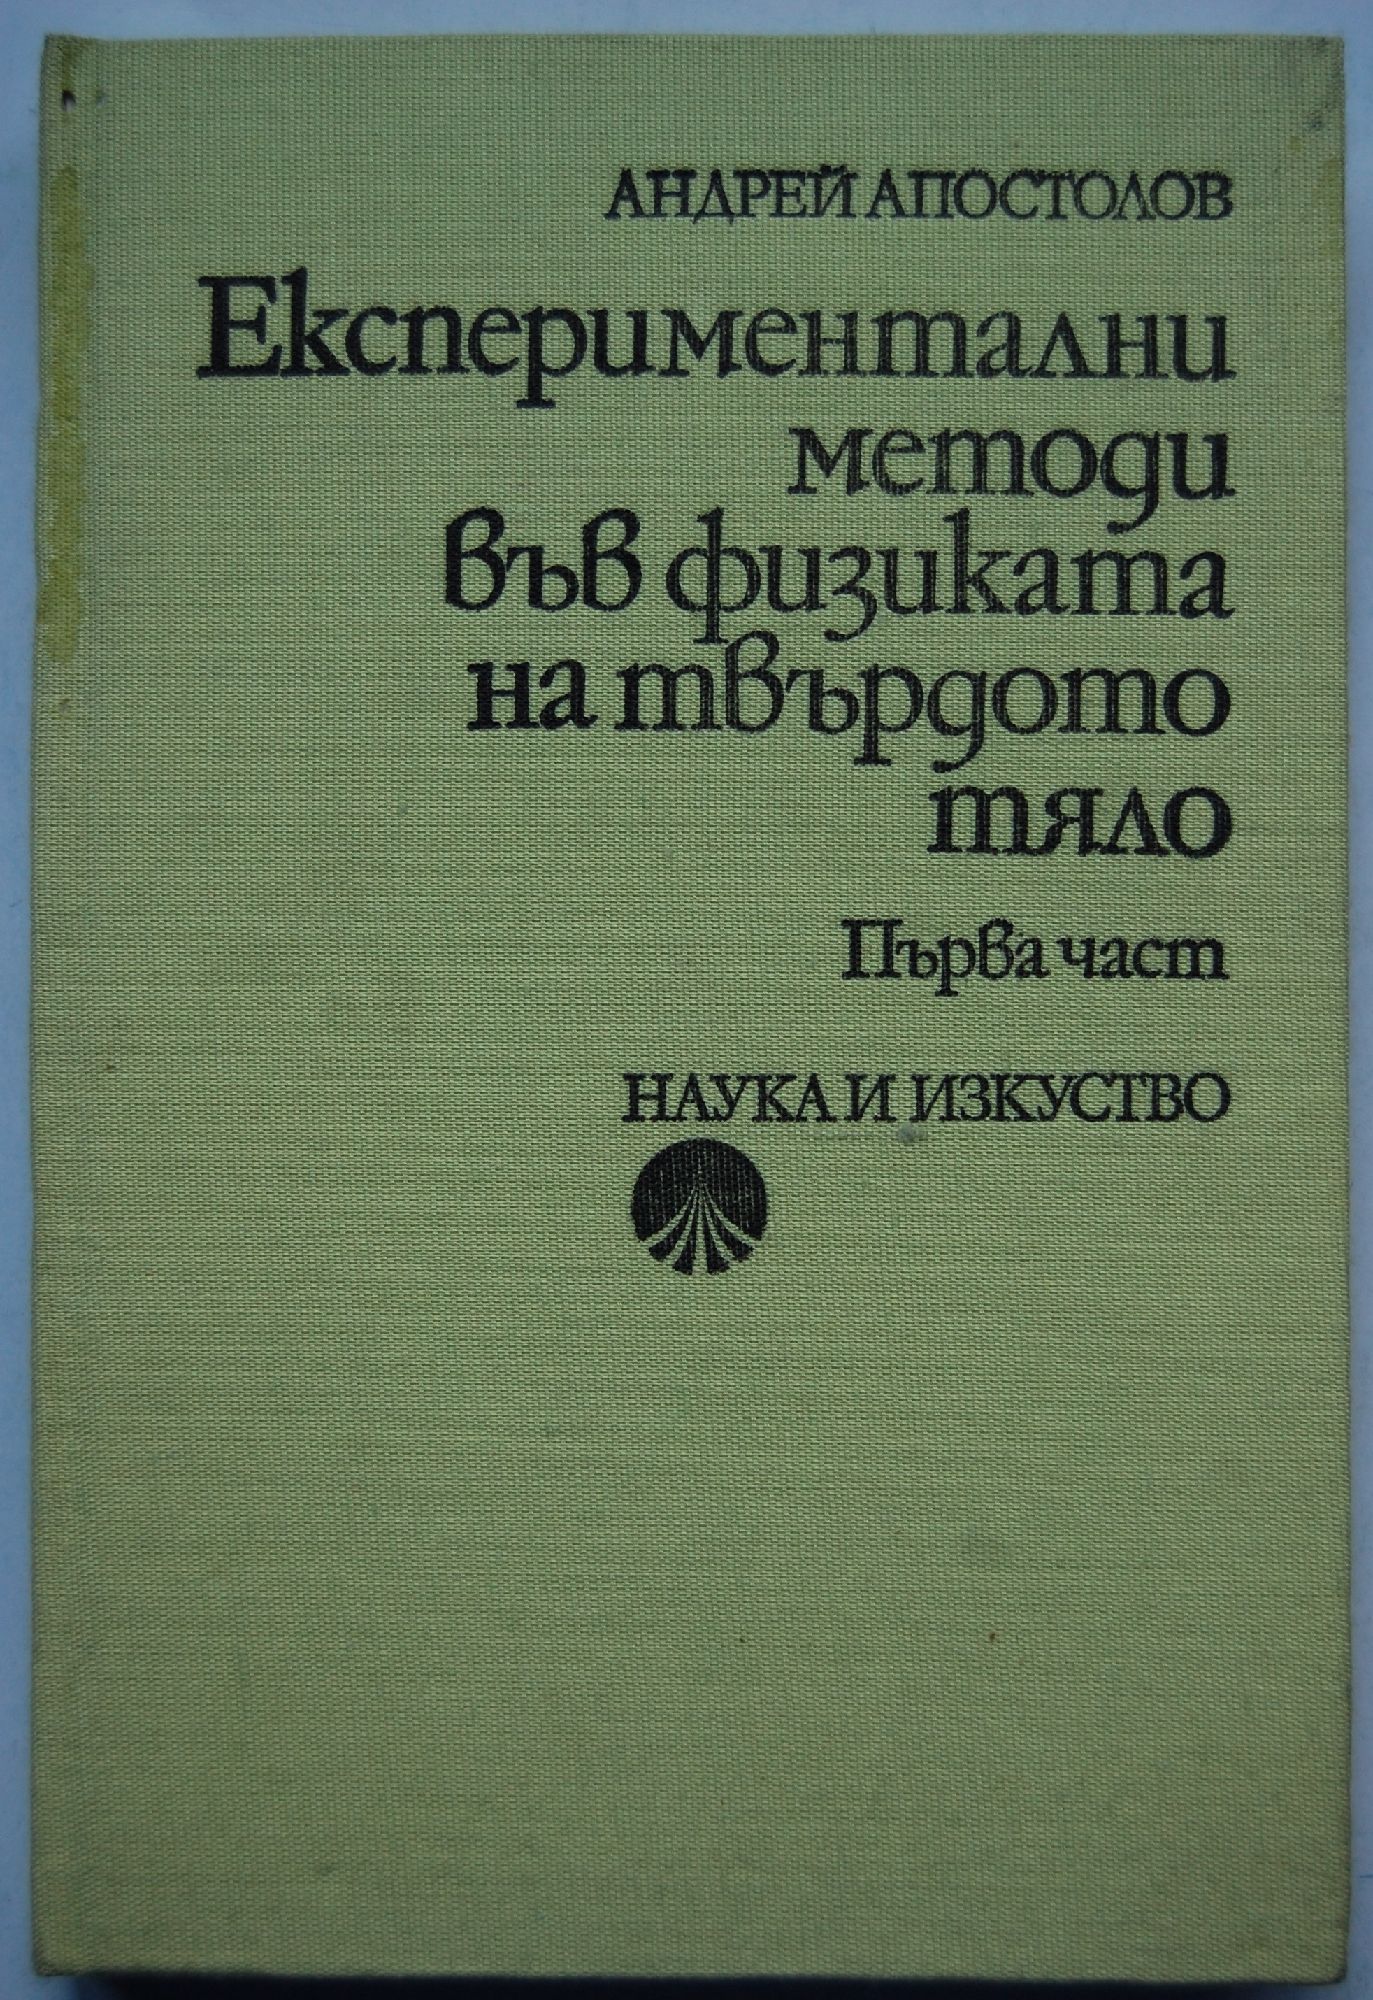 АНДРЕЙ АПОСТОЛОВ
Експериментални
методи
във физиката
на твърдото
тяло
Първа част
НАУКА И ИЗКУСТВО